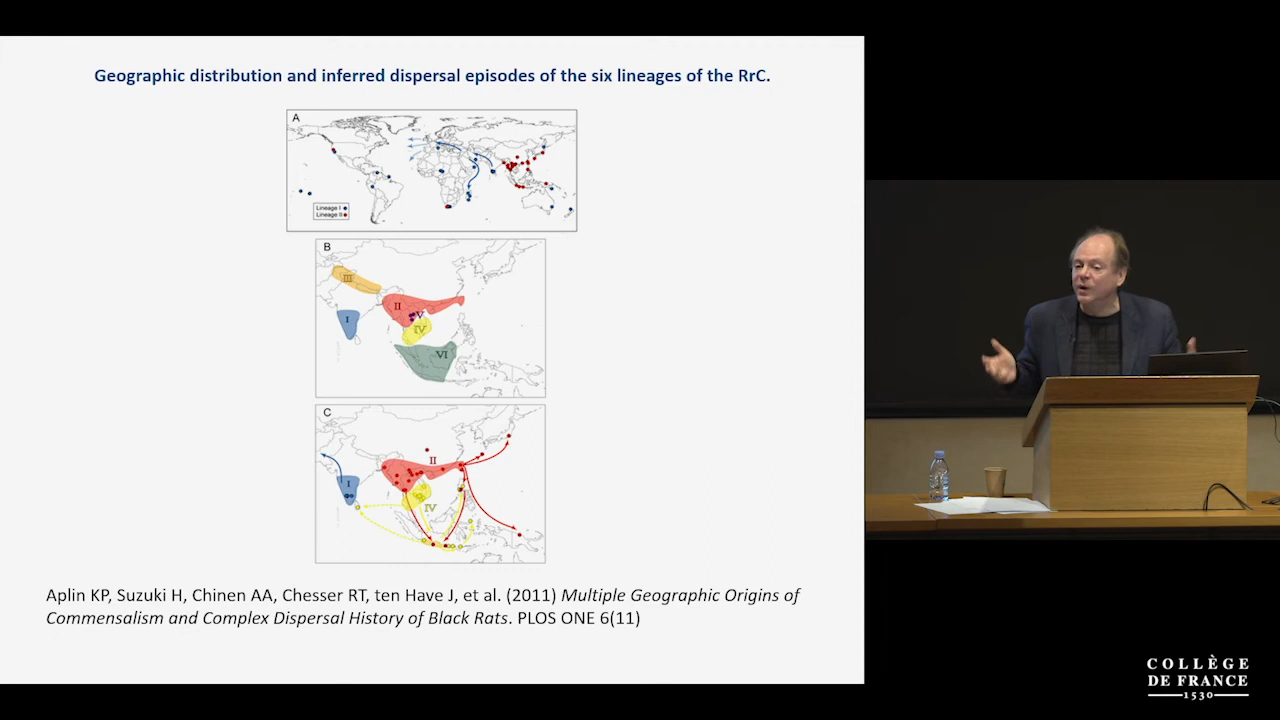 Geographic distribution and inferred dispersal episodes of the six lineages of the RrC.
A
Lineage I
Lineage II
B
III
I
II
V
IV
VI
C
I
II
IV
Aplin KP, Suzuki H, Chinen AA, Chesser RT, ten Have J, et al. (2011) Multiple Geographic Origins of
Commensalism and Complex Dispersal History of Black Rats. PLOS ONE 6(11)
COLLÈGE
DE FRANCE
1530